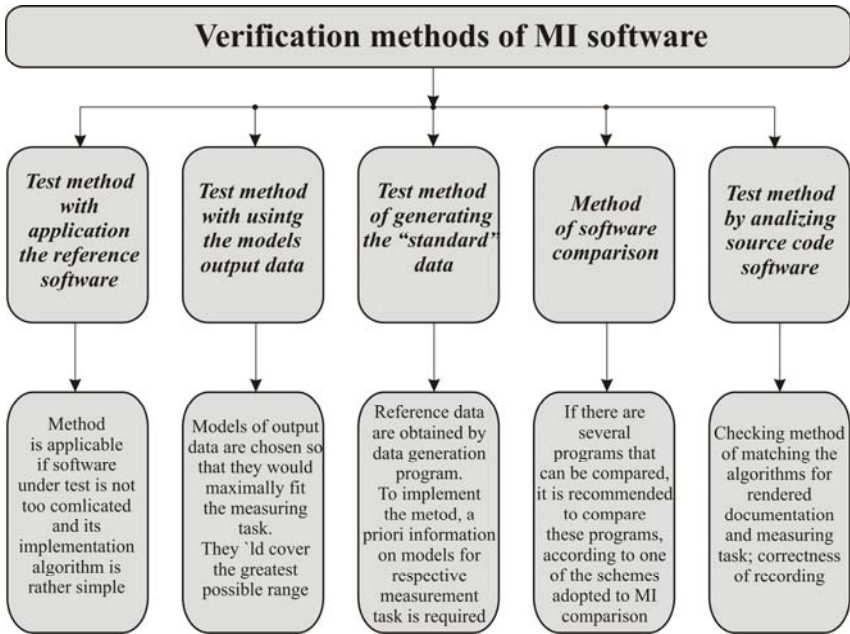 Verification methods of MI software
Test method
with
application
the reference
software
Test method
with usintg
the models
output data
Test method
of generating
the “standard”
data
Method
of software
comparison
Test method
by analizing
source code
software
Method
is applicable
if software
under test is not
too comlicated
and its
implementation
algorithm is
rather simple
Models of output
data are chosen so
that they would
maximally fit
the measuring
task.
They `ld cover
the greatest
possible range
Reference data
are obtained by
data generation
program.
To implement
the metod, a
priori information
on models for
respective
measurement
task is required
If there are
several
programs that
can be compared,
it is recommended
to compare
these programs,
according to one
of the schemes
adopted to MI
comparison
Checking method
of matching the
algorithms for
rendered
documentation
and measuring
task; correctness
of recording